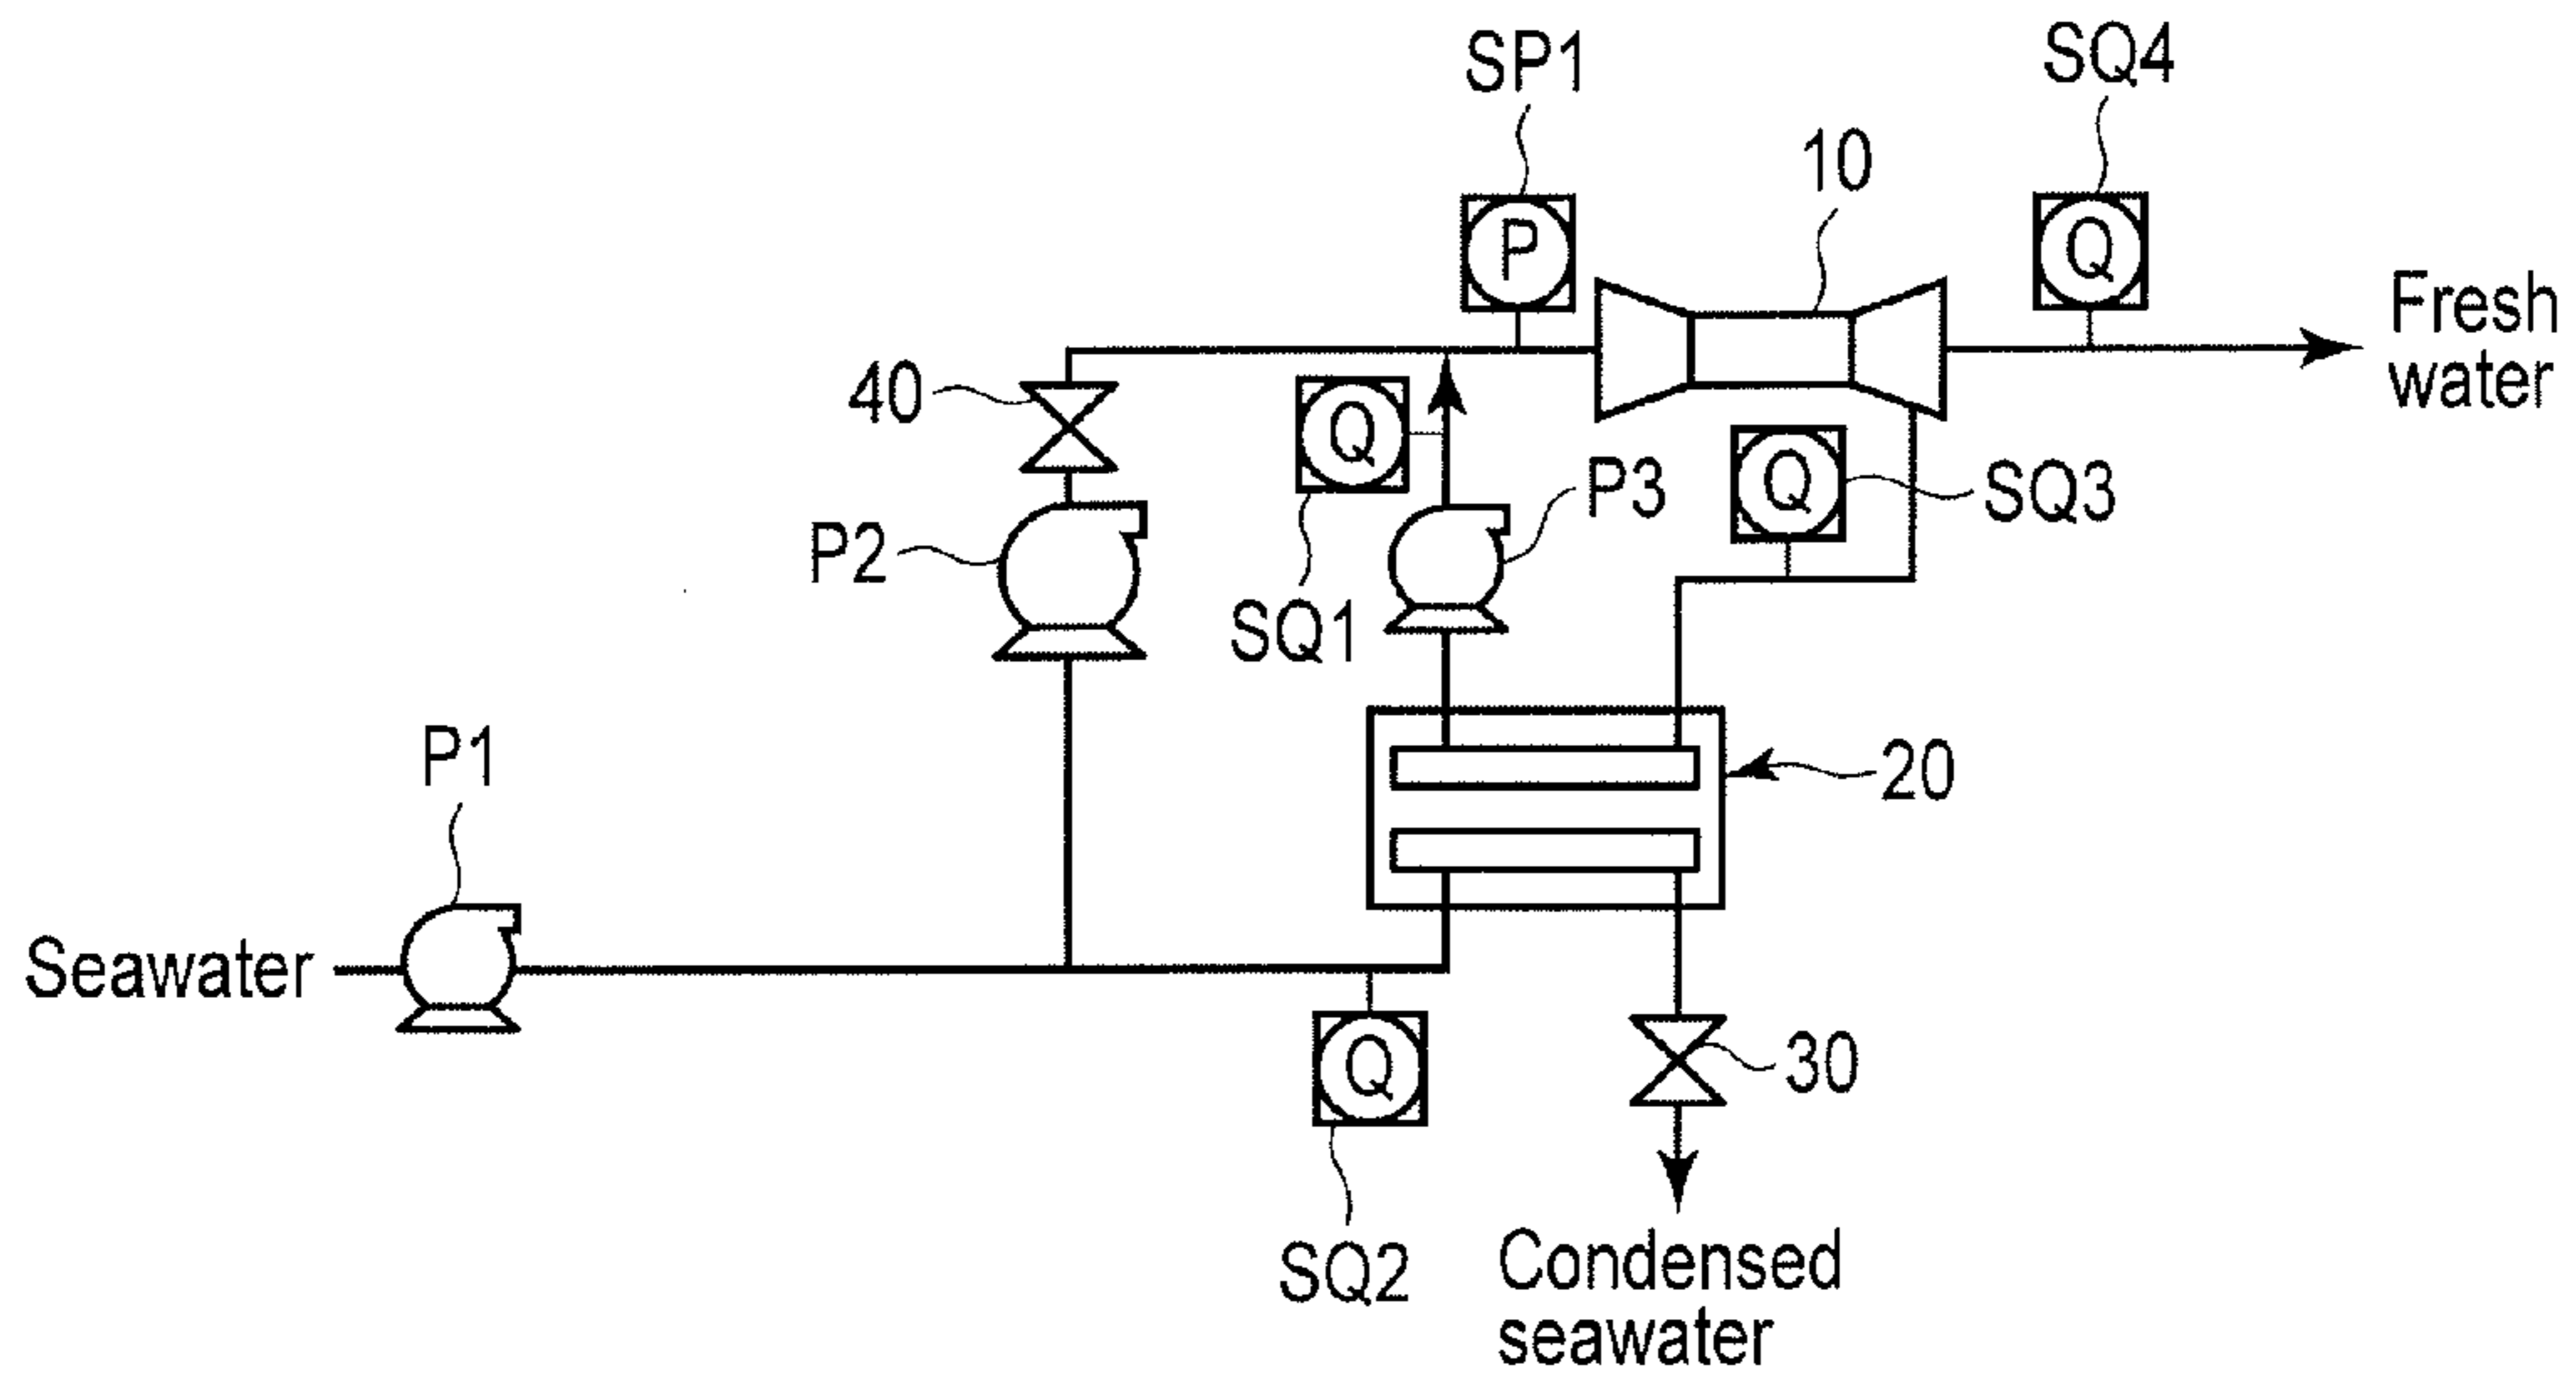 SP1
SQ4
10
P
Q
Fresh
water
40
Q
P3
Q
SQ3
P2
SQ1
P1
20
Seawater
Q
30
SQ2
Condensed
seawater